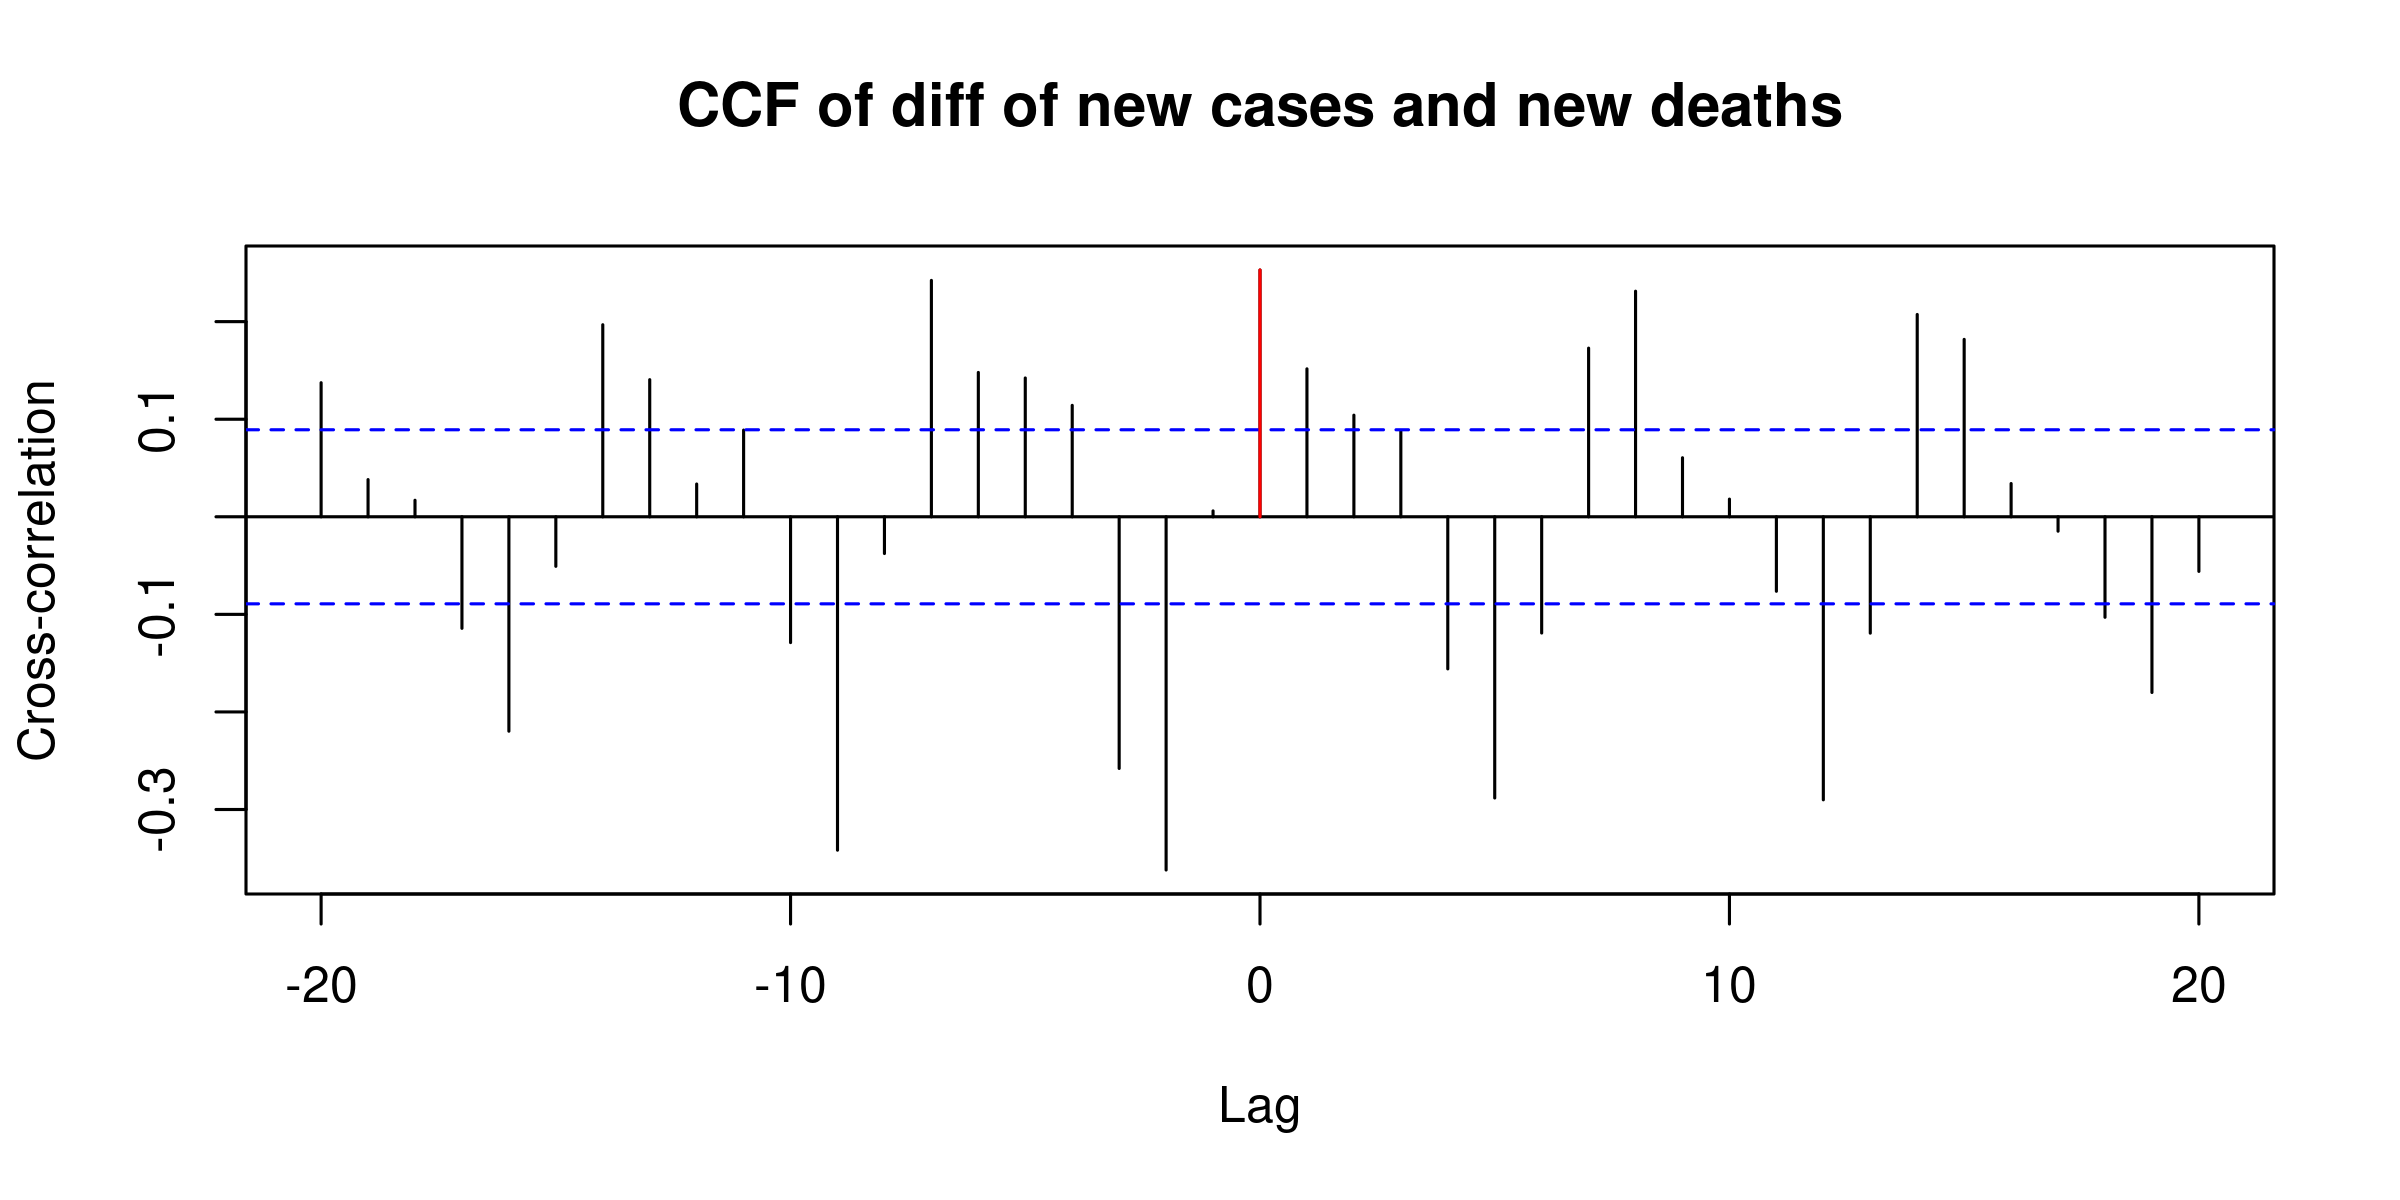 CCF of diff of new cases and new deaths
Cross-correlation
0.1
-0.1
-0.3
-20 -10 0 10 20
Lag